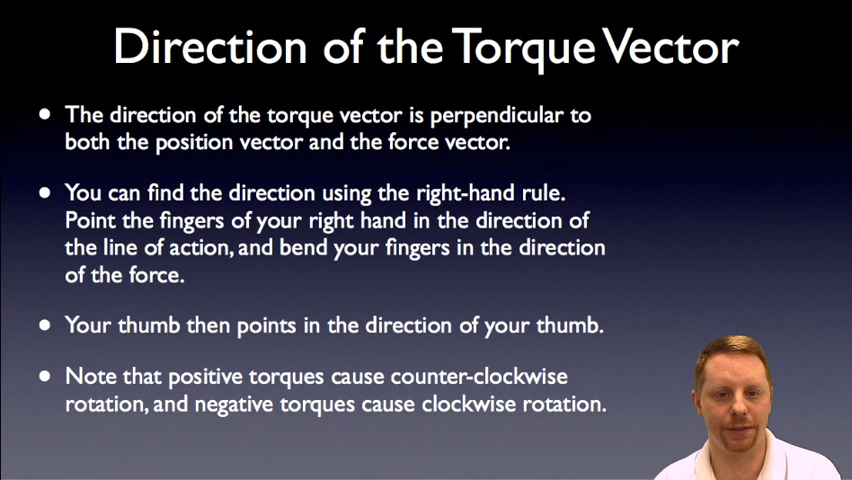 Direction of the Torque Vector
• The direction of the torque vector is perpendicular to
both the position vector and the force vector.
• You can find the direction using the right-hand rule.
Point the fingers of your right hand in the direction of
the line of action, and bend your fingers in the direction
of the force.
• Your thumb then points in the direction of your thumb.
• Note that positive torques cause counter-clockwise
rotation, and negative torques cause clockwise rotation.